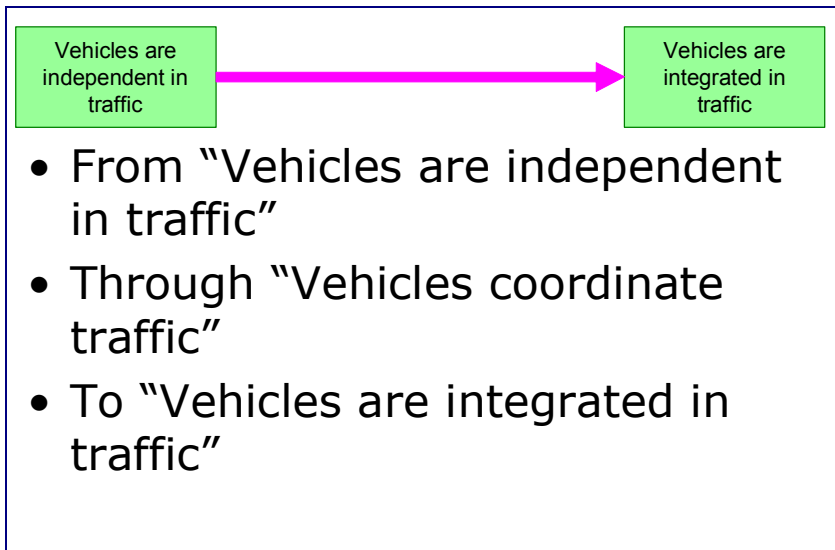 Vehicles are
independent in
traffic
Vehicles are
integrated in
traffic
• From “Vehicles are independent
in traffic”
• Through “Vehicles coordinate
traffic”
• To “Vehicles are integrated in
traffic”